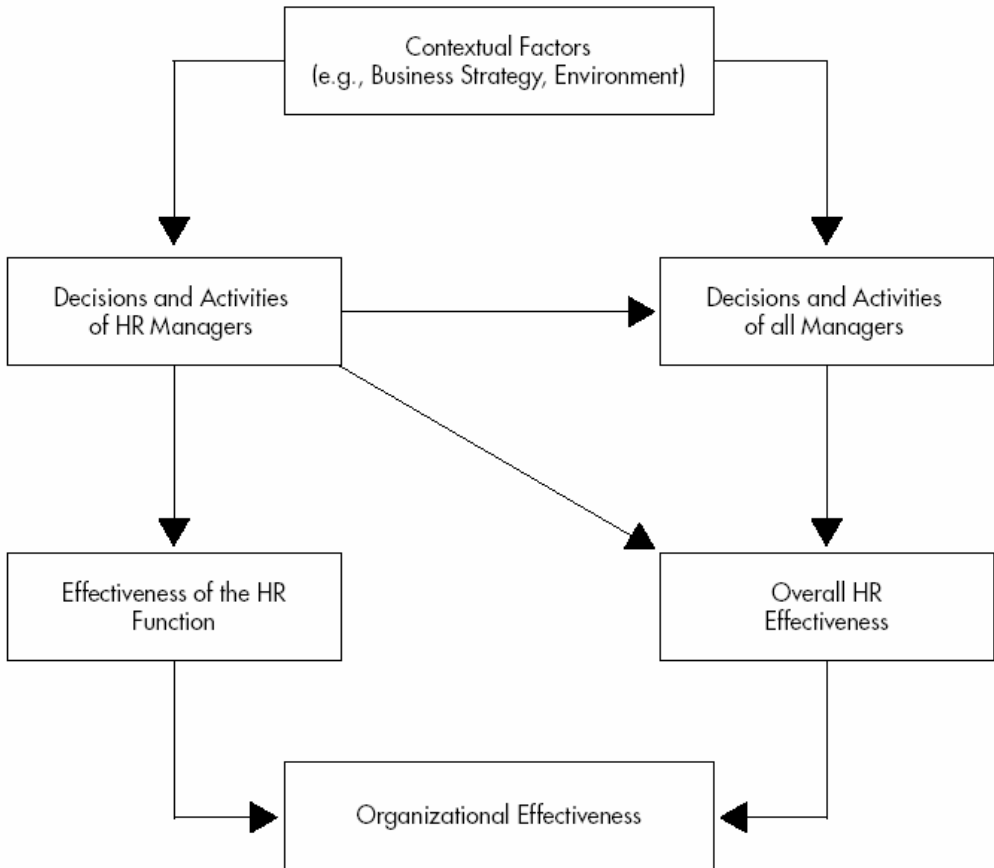 Contextual Factors
(e.g., Business Strategy, Environment)
Decisions and Activities
of HR Managers
Decisions and Activities
of all Managers
Effectiveness of the HR
Function
Overall HR
Effectiveness
Organizational Effectiveness